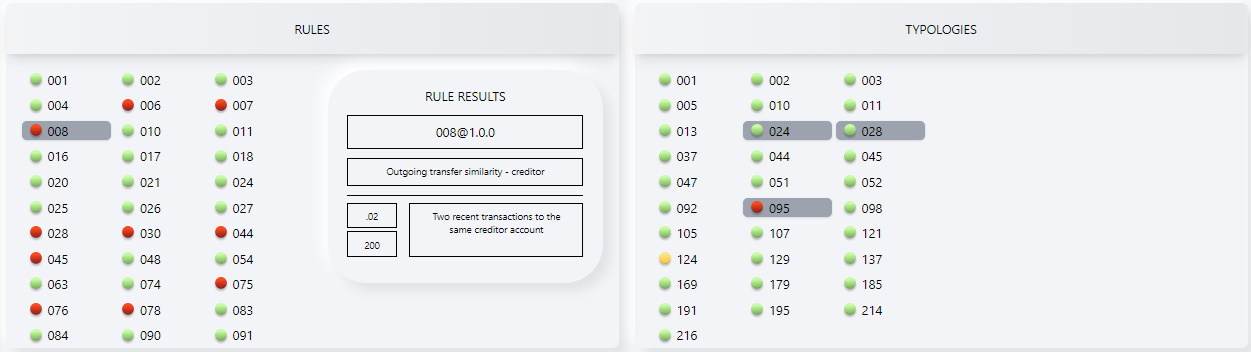 RULES
001 002 003
004 006 007
008 010 011
016 017 018
020 021 024
025 026 027
028 030 044
045 048 054
063 074 075
076 078 083
084 090 091
RULE RESULTS
008@1.0.0
Outgoing transfer similarity - creditor
.02
200
Two recent transactions to the
same creditor account
TYPOLOGIES
001 002 003
005 010 011
013 024 028
037 044 045
047 051 052
092 095 098
105 107 121
124 129 137
169 179 185
191 195 214
216